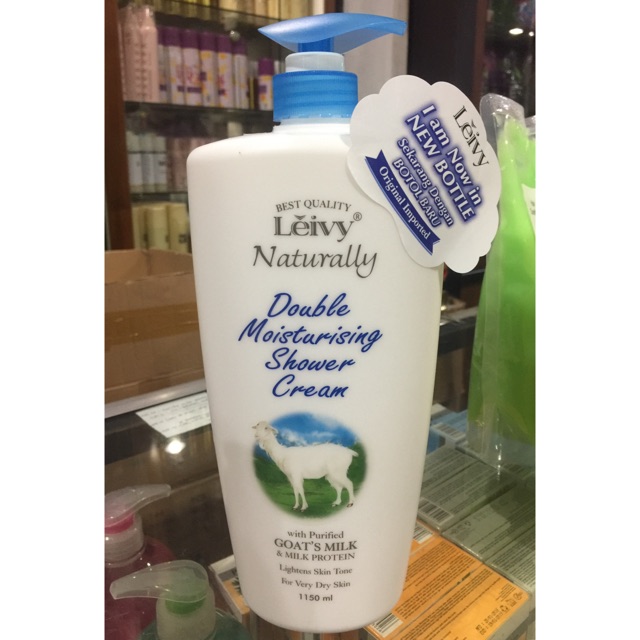 BEST QUALITY
Leivy®
Naturally
Double
Moisturising
Shower
Cream
with Purified
GOAT'S MILK
& MILK PROTEIN
Lightens Skin Tone
For Very Dry Skin
1150 ml
Leivy
I am Now in
NEW BOTTLE
Sekarang Dengan
BOTOL BARU
Original Imported